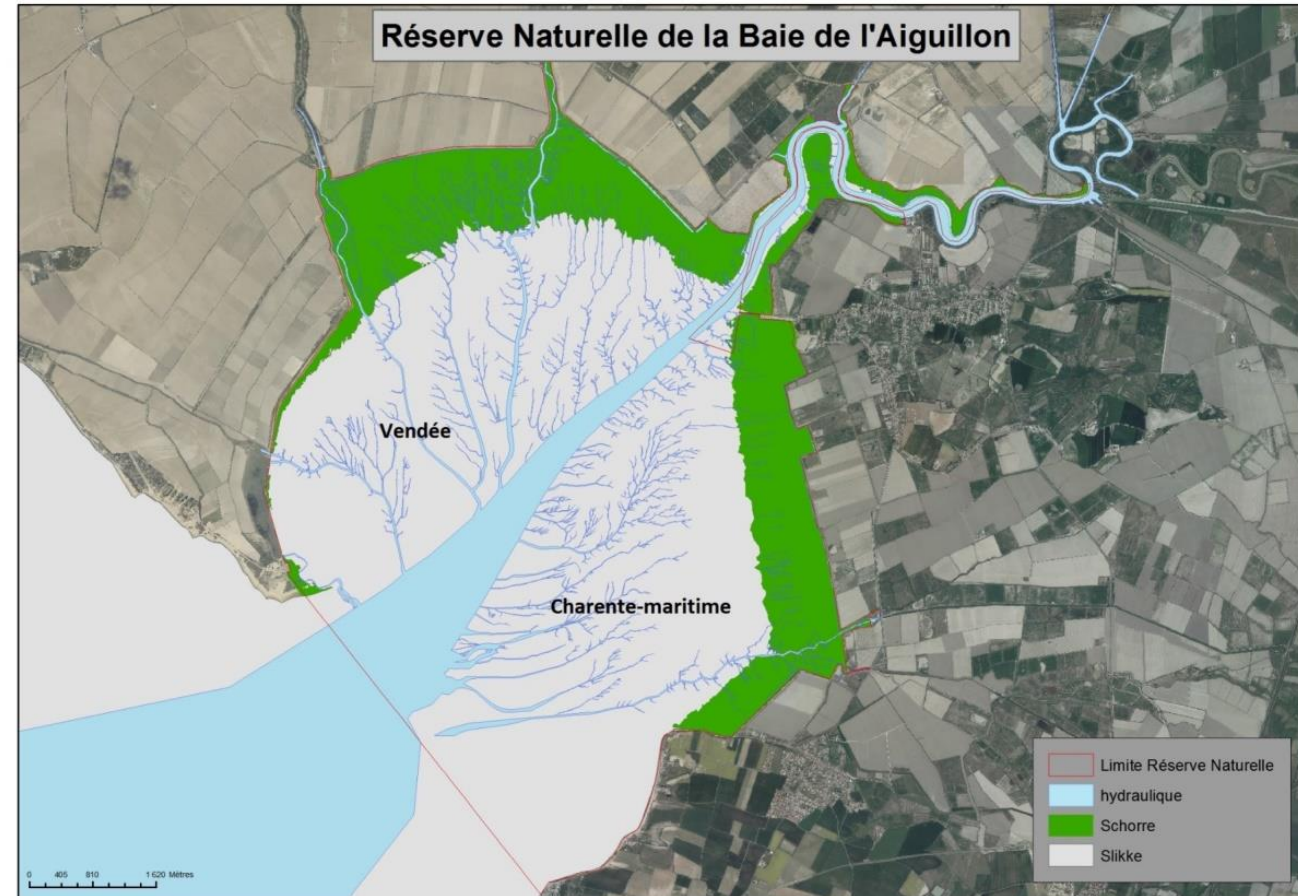 Réserve Naturelle de la Baie de l'Aiguillon
Vendée
Charente-maritime
Limite Réserve Naturelle
hydraulique
Schorre
Slikke
0 405 810 1 620 Mètres